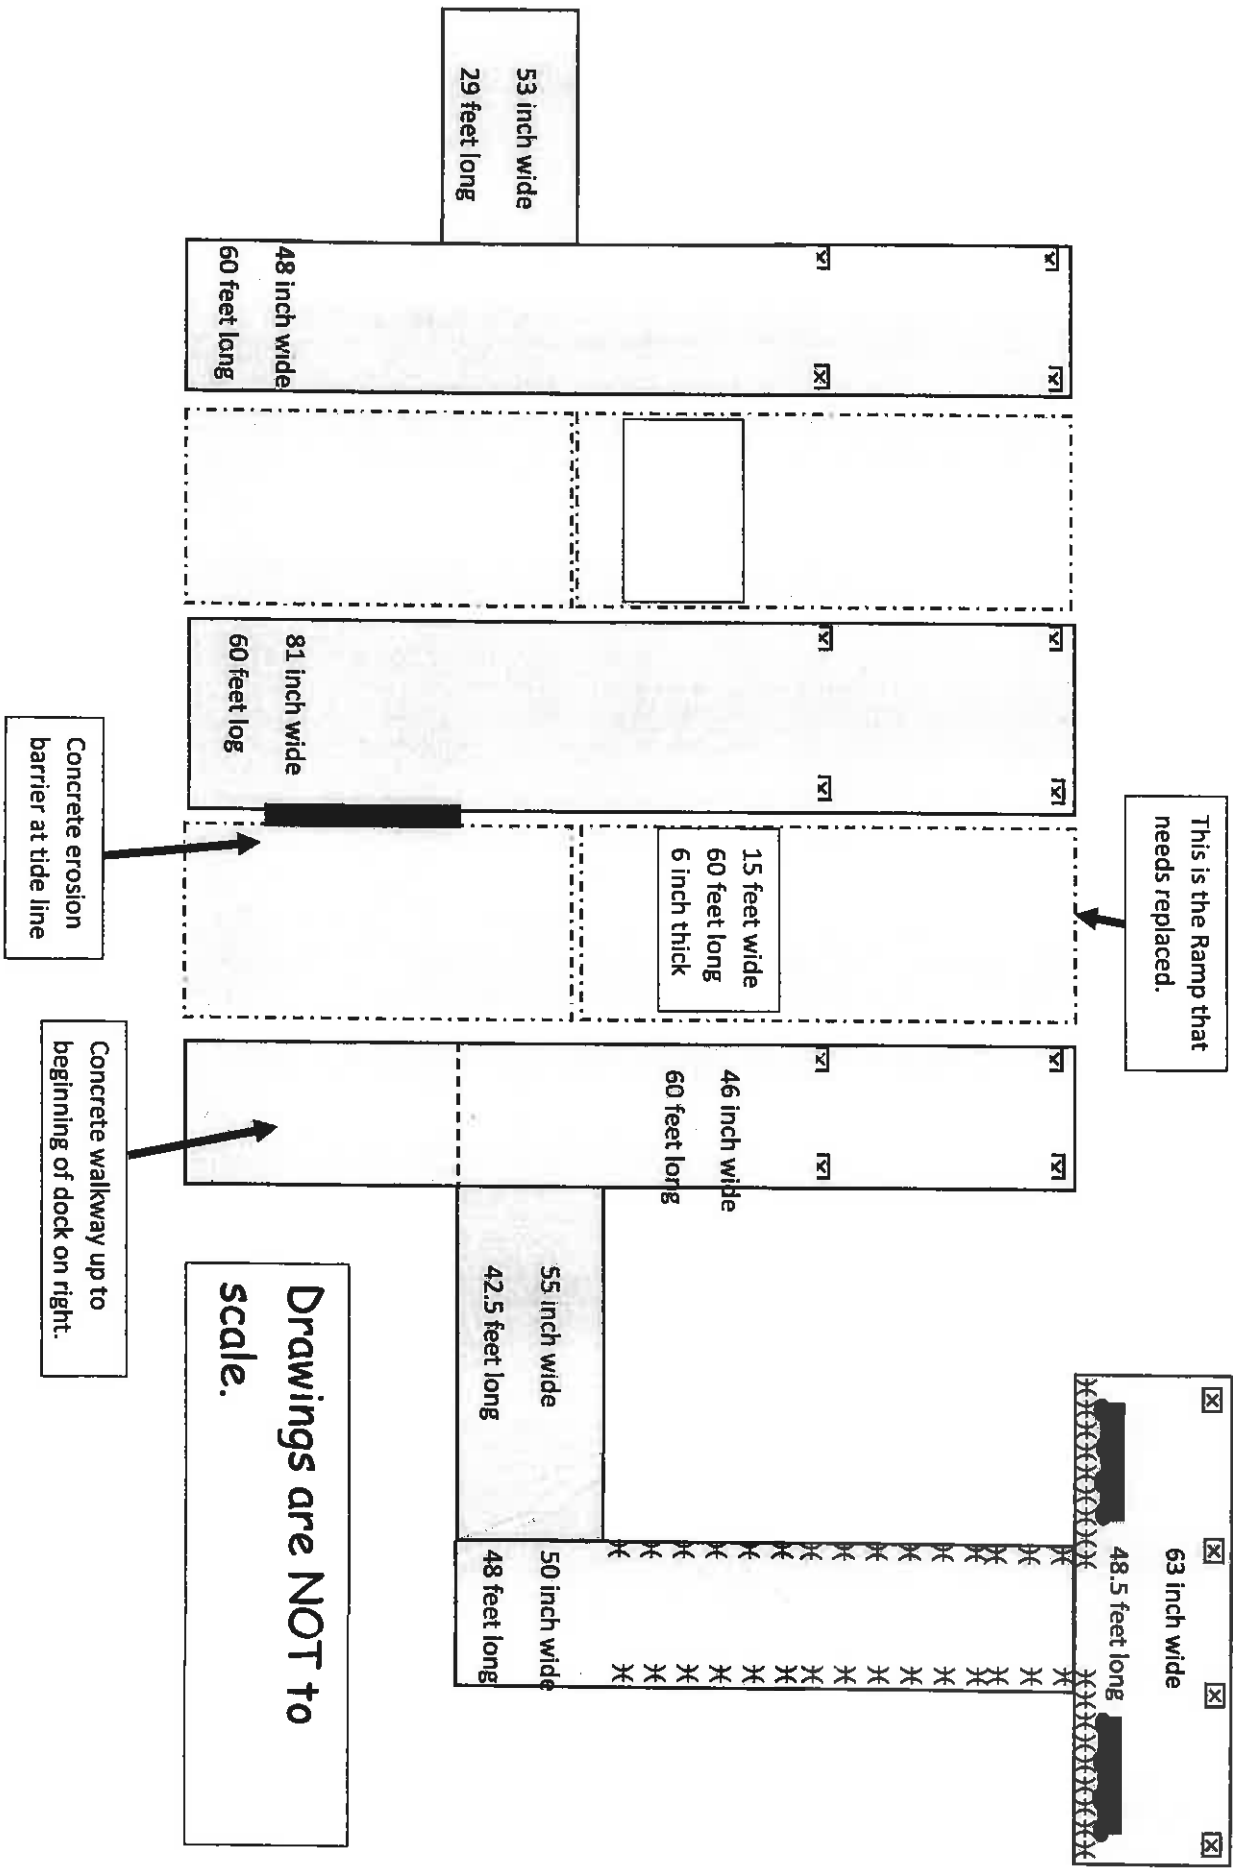 This is the Ramp that
needs replaced.
63 inch wide
48.5 feet long
15 feet wide
60 feet long
6 inch thick
46 inch wide
60 feet long
53 inch wide
29 feet long
55 inch wide
42.5 feet long
50 inch wide
48 feet long
48 inch wide
60 feet long
81 inch wide
60 feet log
Drawings are NOT to
scale.
Concrete erosion
barrier at tide line
Concrete walkway up to
beginning of dock on right.